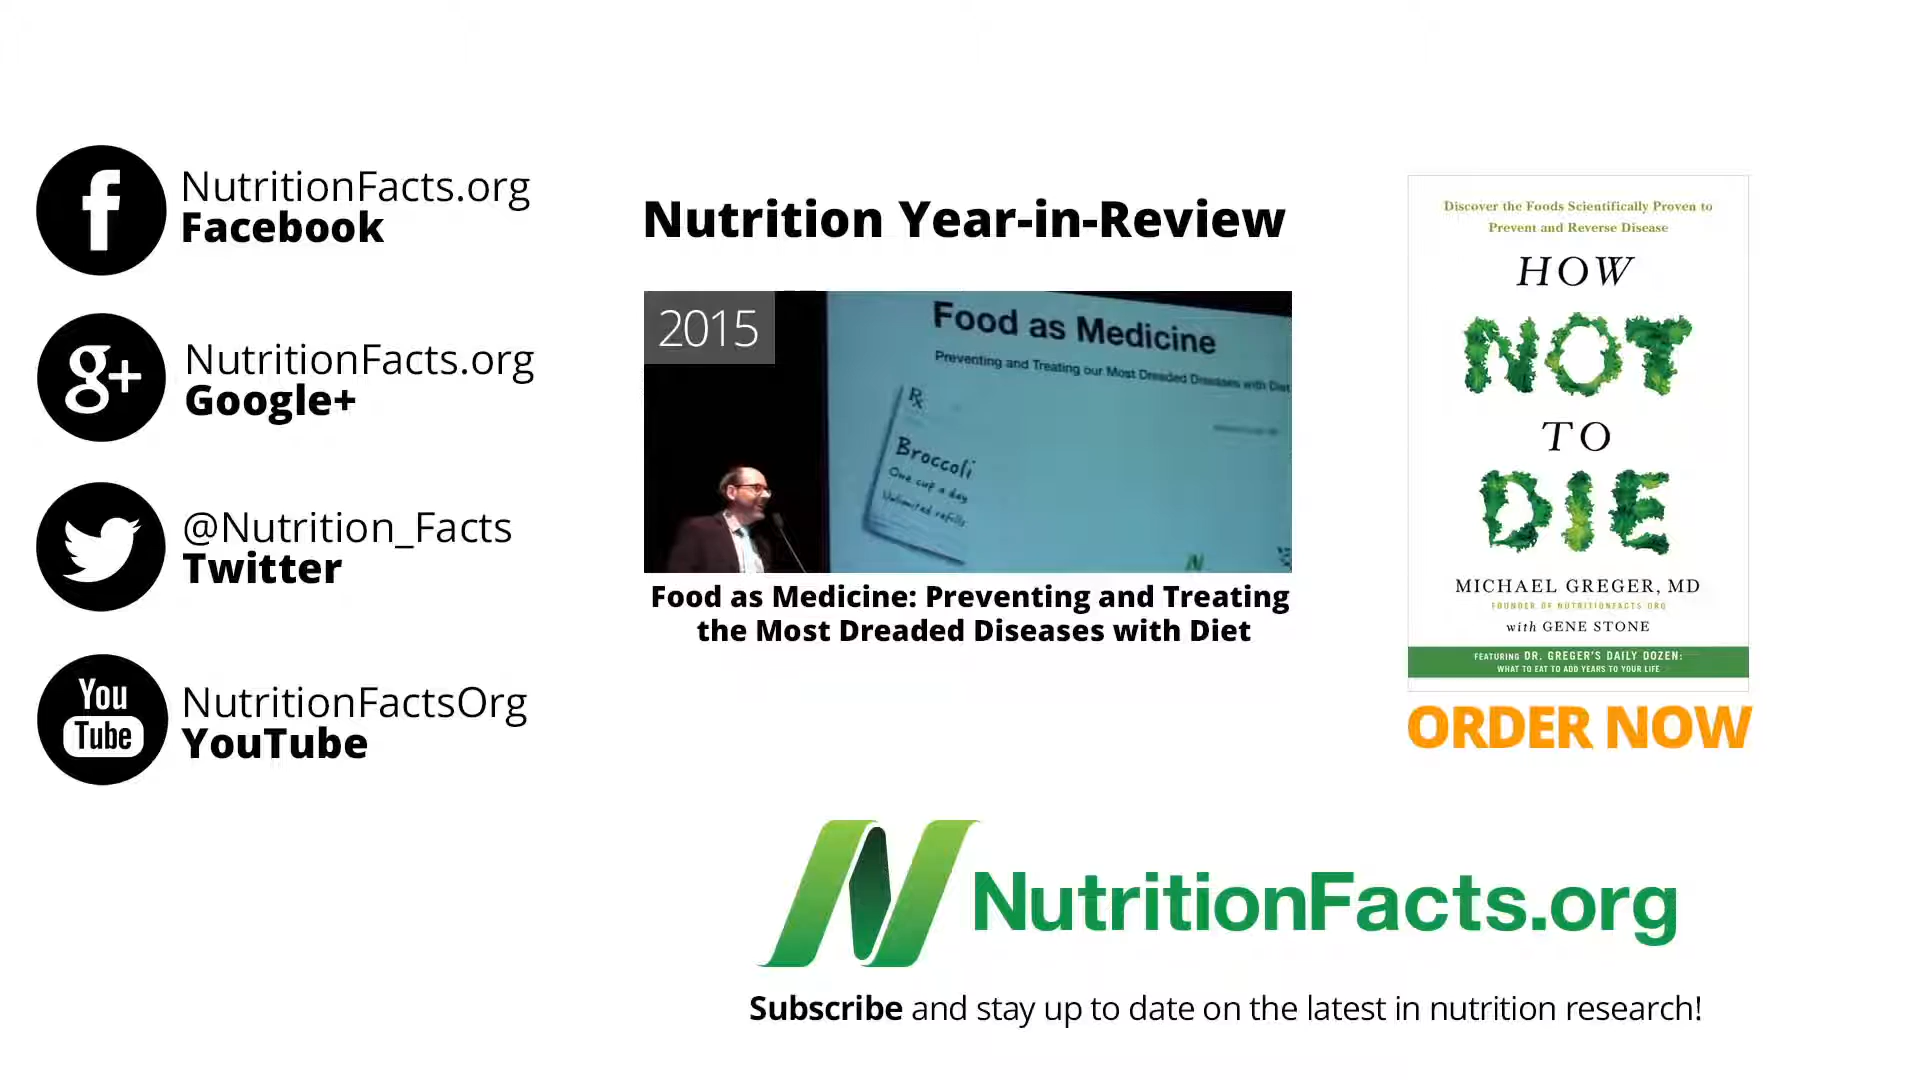 NutritionFacts.org
Facebook
g+
NutritionFacts.org
Google+
@Nutrition_Facts
Twitter
You
Tube
NutritionFactsOrg
YouTube
Nutrition Year-in-Review
2015
Food as Medicine
Preventing and Treating our Most Dreaded Diseases with Diet
Rx
Broccoli
One cup a day
Unlimited refills
Food as Medicine: Preventing and Treating
the Most Dreaded Diseases with Diet
Discover the Foods Scientifically Proven to
Prevent and Reverse Disease
HOW
NOT
TO
DIE
MICHAEL GREGER, MD
FOUNDER OF NUTRITIONFACTS.ORG
with GENE STONE
FEATURING DR. GREGER'S DAILY DOZEN:
WHAT TO EAT TO ADD YEARS TO YOUR LIFE
ORDER NOW
NutritionFacts.org
Subscribe and stay up to date on the latest in nutrition research!